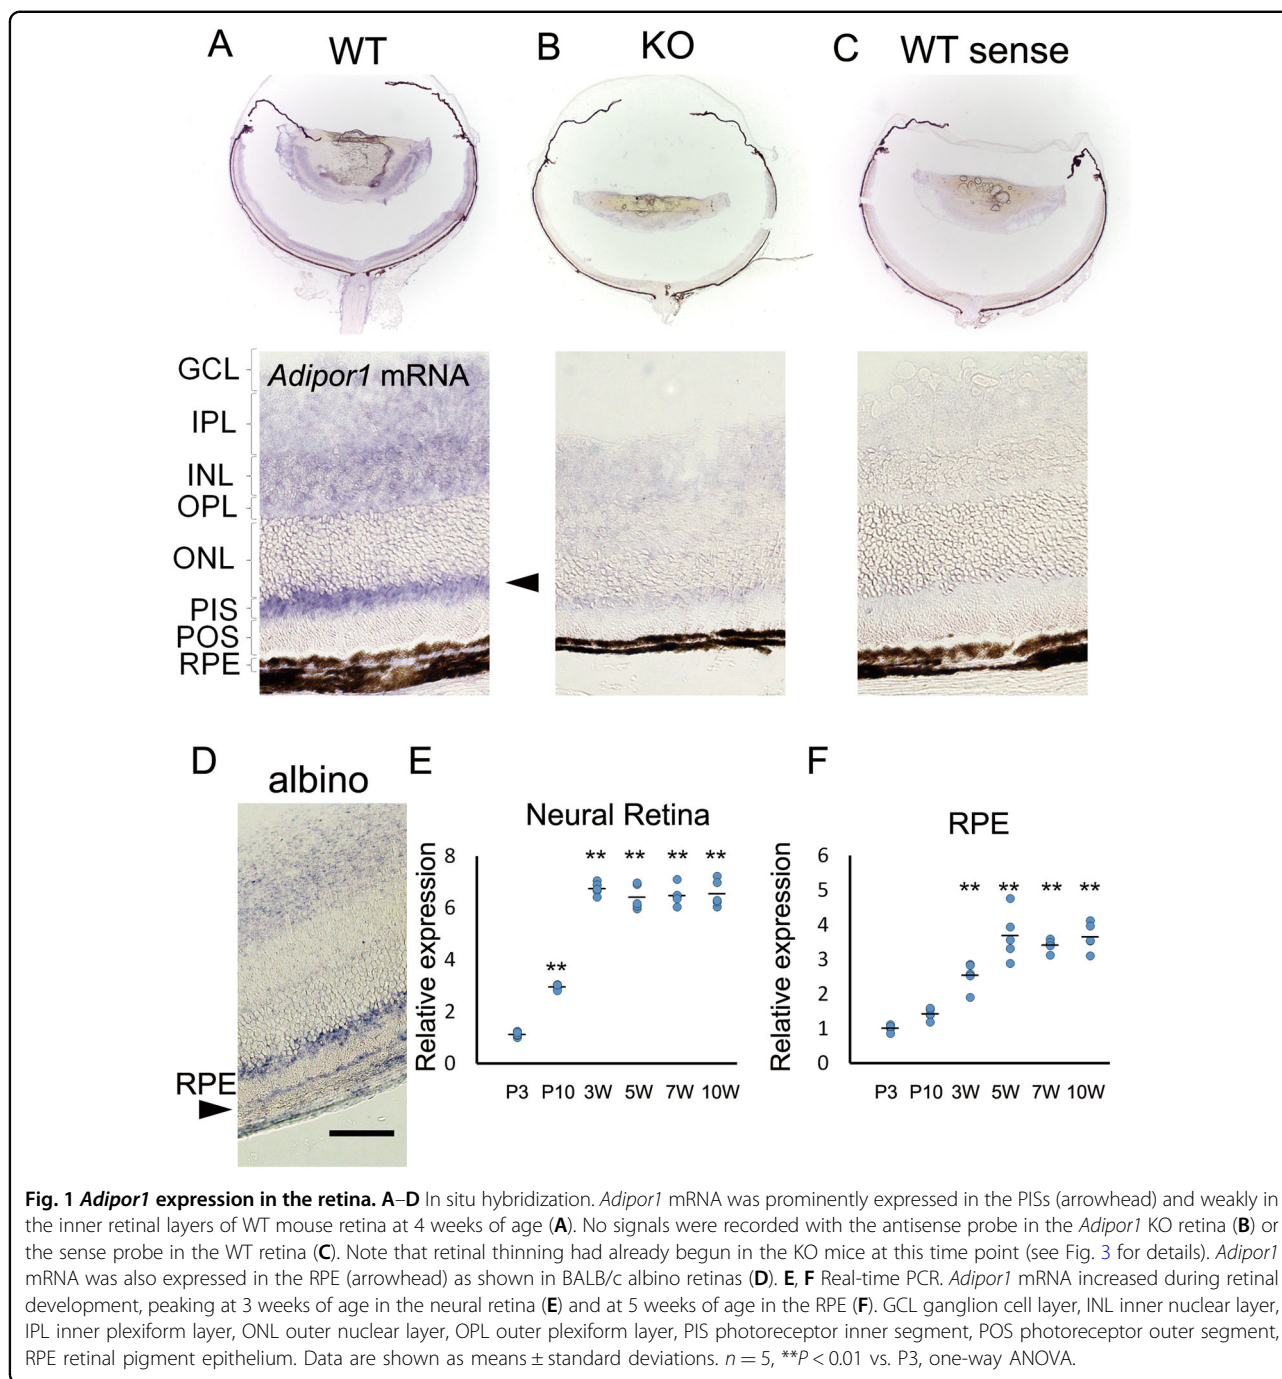 A WT B KO C WT sense
GCL
IPL
INL
OPL
ONL
PIS
POS
RPE
Adipor1 mRNA
D albino
RPE
E
Neural Retina
Relative expression
8
6
4
2
0
** ** ** ** **
P3 P10 3W 5W 7W 10W
F
RPE
Relative expression
6
5
4
3
2
1
0
** ** ** **
P3 P10 3W 5W 7W 10W
Fig. 1 Adipor1 expression in the retina. A–D In situ hybridization. Adipor1 mRNA was prominently expressed in the PISs (arrowhead) and weakly in
the inner retinal layers of WT mouse retina at 4 weeks of age (A). No signals were recorded with the antisense probe in the Adipor1 KO retina (B) or
the sense probe in the WT retina (C). Note that retinal thinning had already begun in the KO mice at this time point (see Fig. 3 for details). Adipor1
mRNA was also expressed in the RPE (arrowhead) as shown in BALB/c albino retinas (D). E, F Real-time PCR. Adipor1 mRNA increased during retinal
development, peaking at 3 weeks of age in the neural retina (E) and at 5 weeks of age in the RPE (F). GCL ganglion cell layer, INL inner nuclear layer,
IPL inner plexiform layer, ONL outer nuclear layer, OPL outer plexiform layer, PIS photoreceptor inner segment, POS photoreceptor outer segment,
RPE retinal pigment epithelium. Data are shown as means ± standard deviations. n = 5, **P < 0.01 vs. P3, one-way ANOVA.